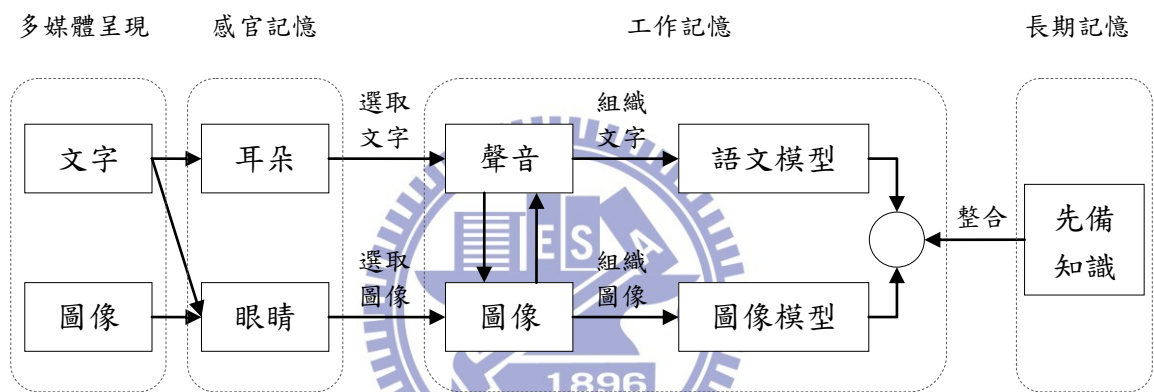 多媒體呈現
感官記憶
工作記憶
長期記憶
文字
耳朵
選取
文字
聲音
組織
文字
語文模型
圖像
眼睛
選取
圖像
圖像
組織
圖像
圖像模型
整合
先備
知識
ESA
1896